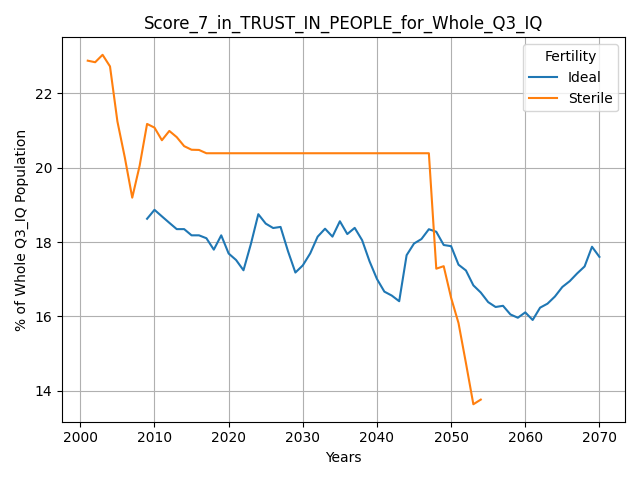 Score_7_in_TRUST_IN_PEOPLE_for_Whole_Q3_IQ
Fertility
Ideal
Sterile
% of Whole Q3_IQ Population
22
20
18
16
14
2000 2010 2020 2030 2040 2050 2060 2070
Years